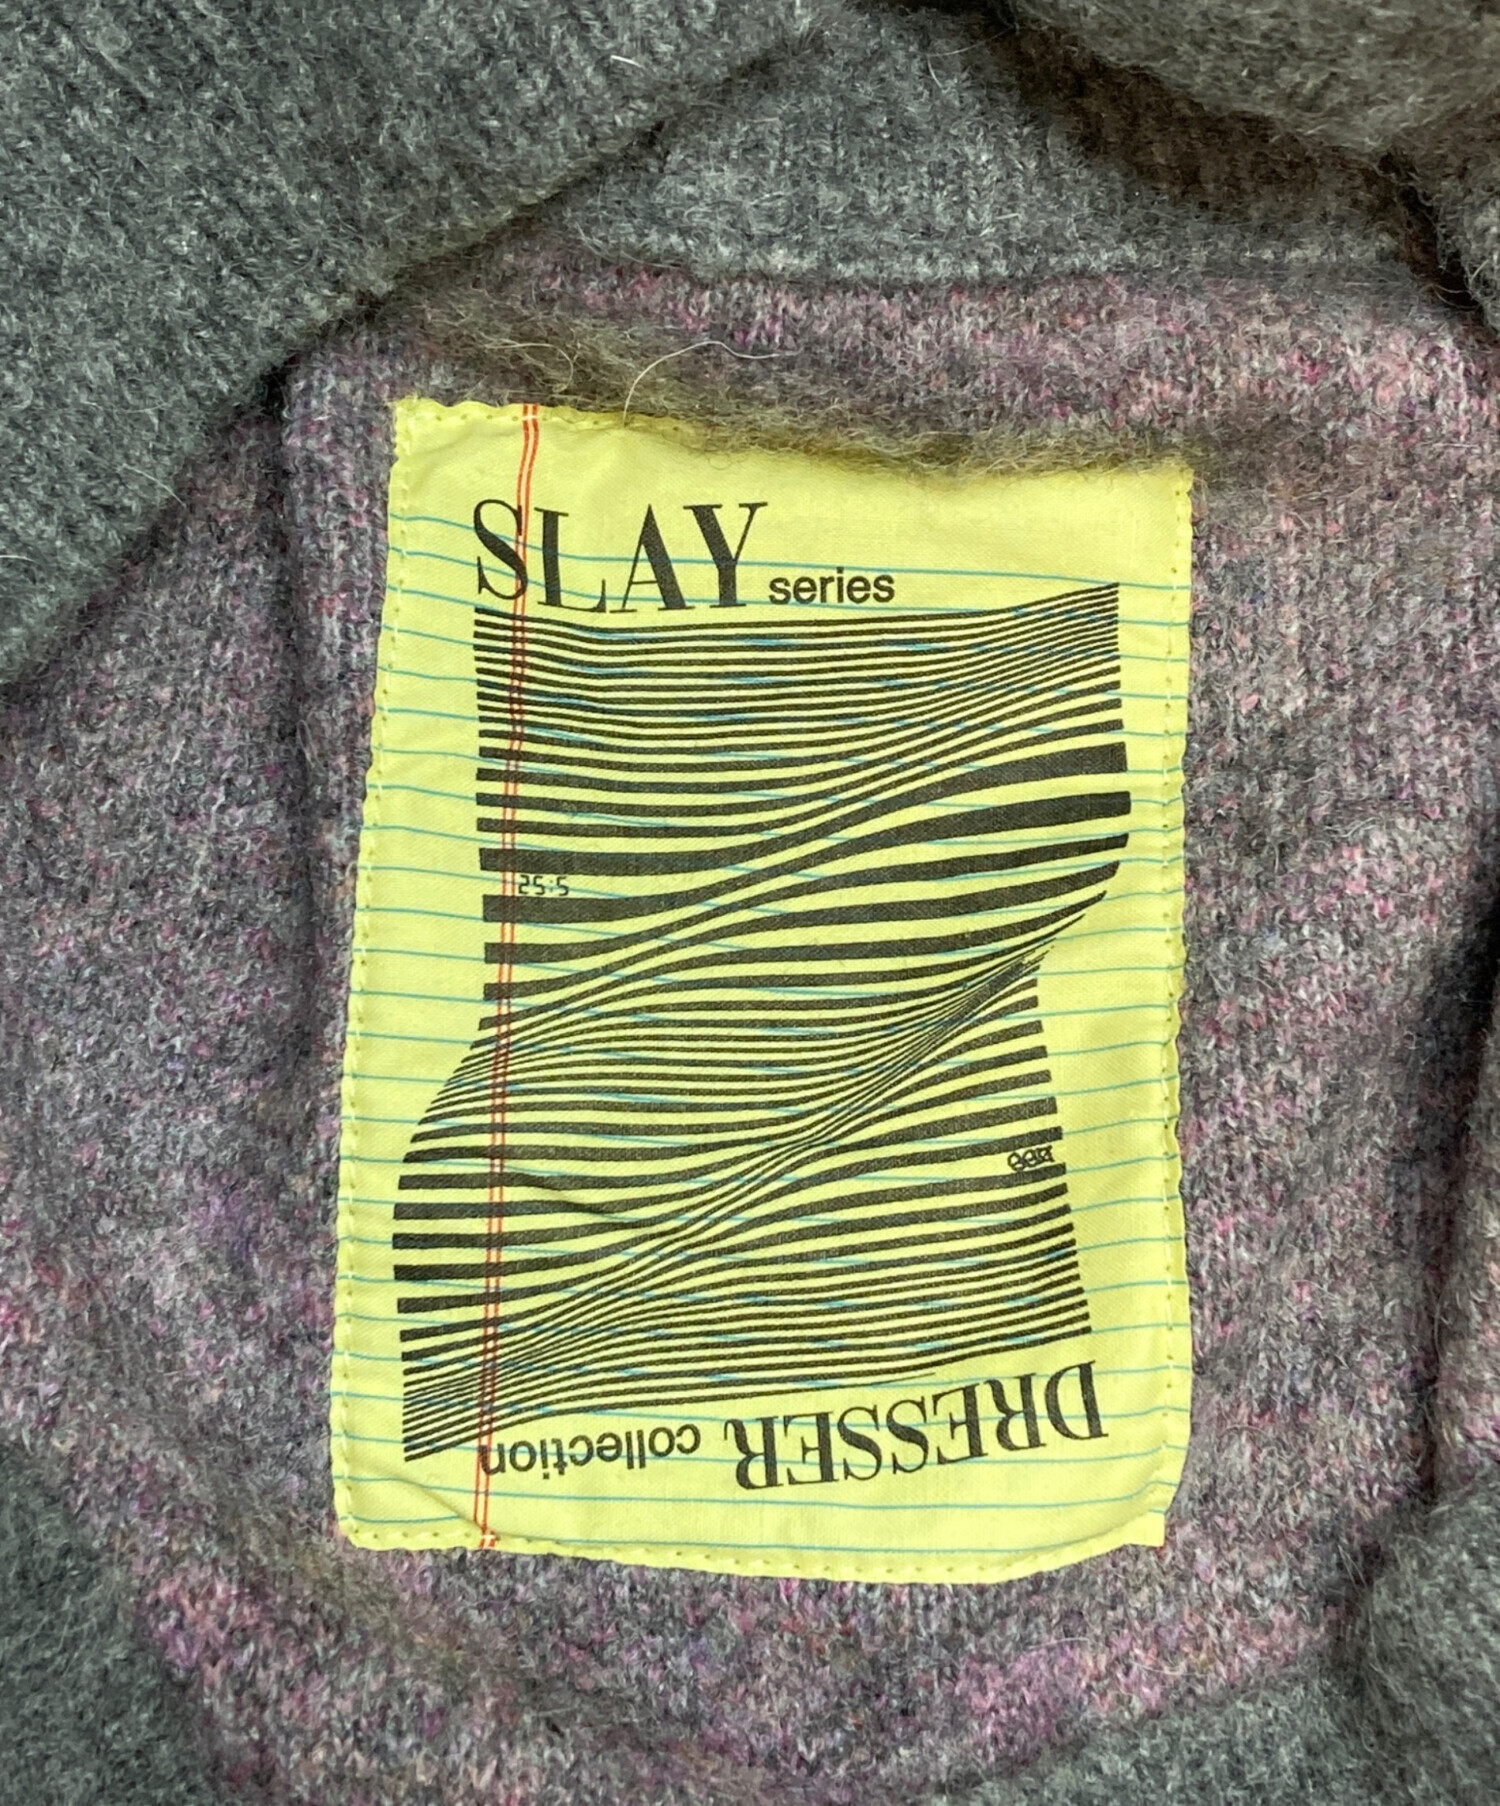 SLAY series
25:5
DRESSER collection